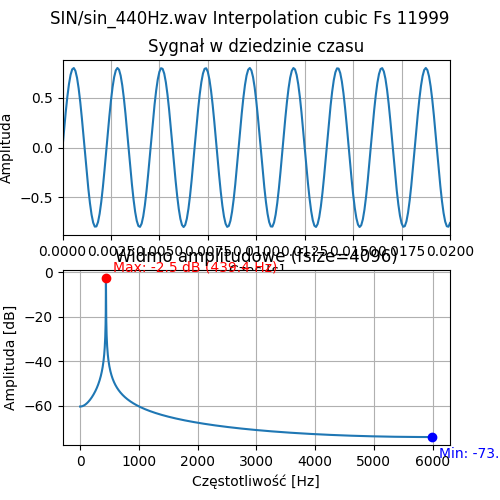 SIN/sin_440Hz.wav Interpolation cubic Fs 11999
Sygnał w dziedzinie czasu
Amplituda
0.5
0.0
−0.5
0.0000 0.0025 0.0050 0.0075 0.0100 0.0125 0.0150 0.0175 0.0200
Widmo amplitudowe (fsize=4096)
Max: -2.5 dB (439.4 Hz)
Amplituda [dB]
0
−20
−40
−60
Min: -73.
0 1000 2000 3000 4000 5000 6000
Częstotliwość [Hz]